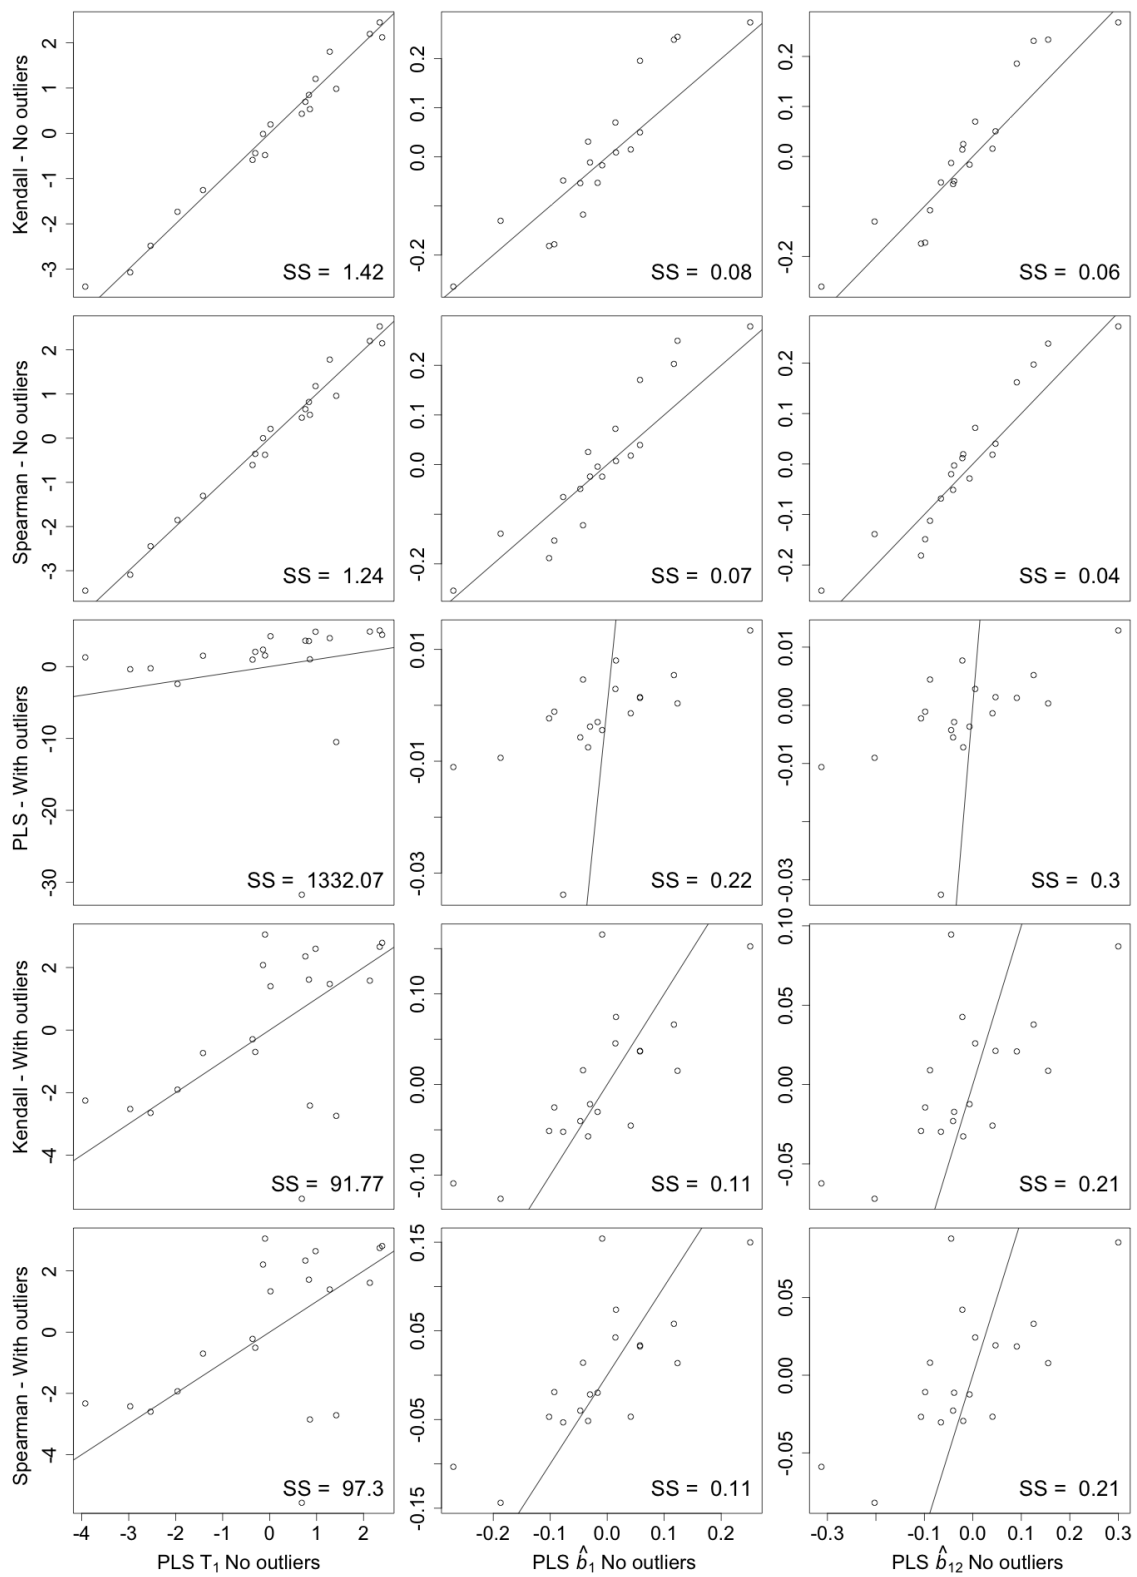 Kendall - No outliers
2
1
0
-1
-2
-3
SS = 1.42
0.2
0.1
0.0
-0.2
SS = 0.08
0.2
0.1
0.0
-0.2
SS = 0.06
Spearman - No outliers
2
1
0
-1
-2
-3
SS = 1.24
0.2
0.1
0.0
-0.2
SS = 0.07
0.2
0.1
0.0
-0.1
-0.2
SS = 0.04
PLS - With outliers
0
-10
-20
-30
SS = 1332.07
0.01
-0.01
-0.03
SS = 0.22
0.01
0.00
-0.01
-0.03
SS = 0.3
Kendall - With outliers
2
0
-2
-4
SS = 91.77
0.10
0.00
-0.10
SS = 0.11
0.10
0.05
0.00
-0.05
SS = 0.21
Spearman - With outliers
2
0
-2
-4
SS = 97.3
0.15
0.05
-0.05
-0.15
SS = 0.11
0.05
0.00
-0.05
SS = 0.21
-4 -3 -2 -1 0 1 2
-0.2 -0.1 0.0 0.1 0.2
-0.3 -0.1 0.0 0.1 0.2 0.3
PLS T₁ No outliers
PLS b̂₁ No outliers
PLS b̂₁₂ No outliers